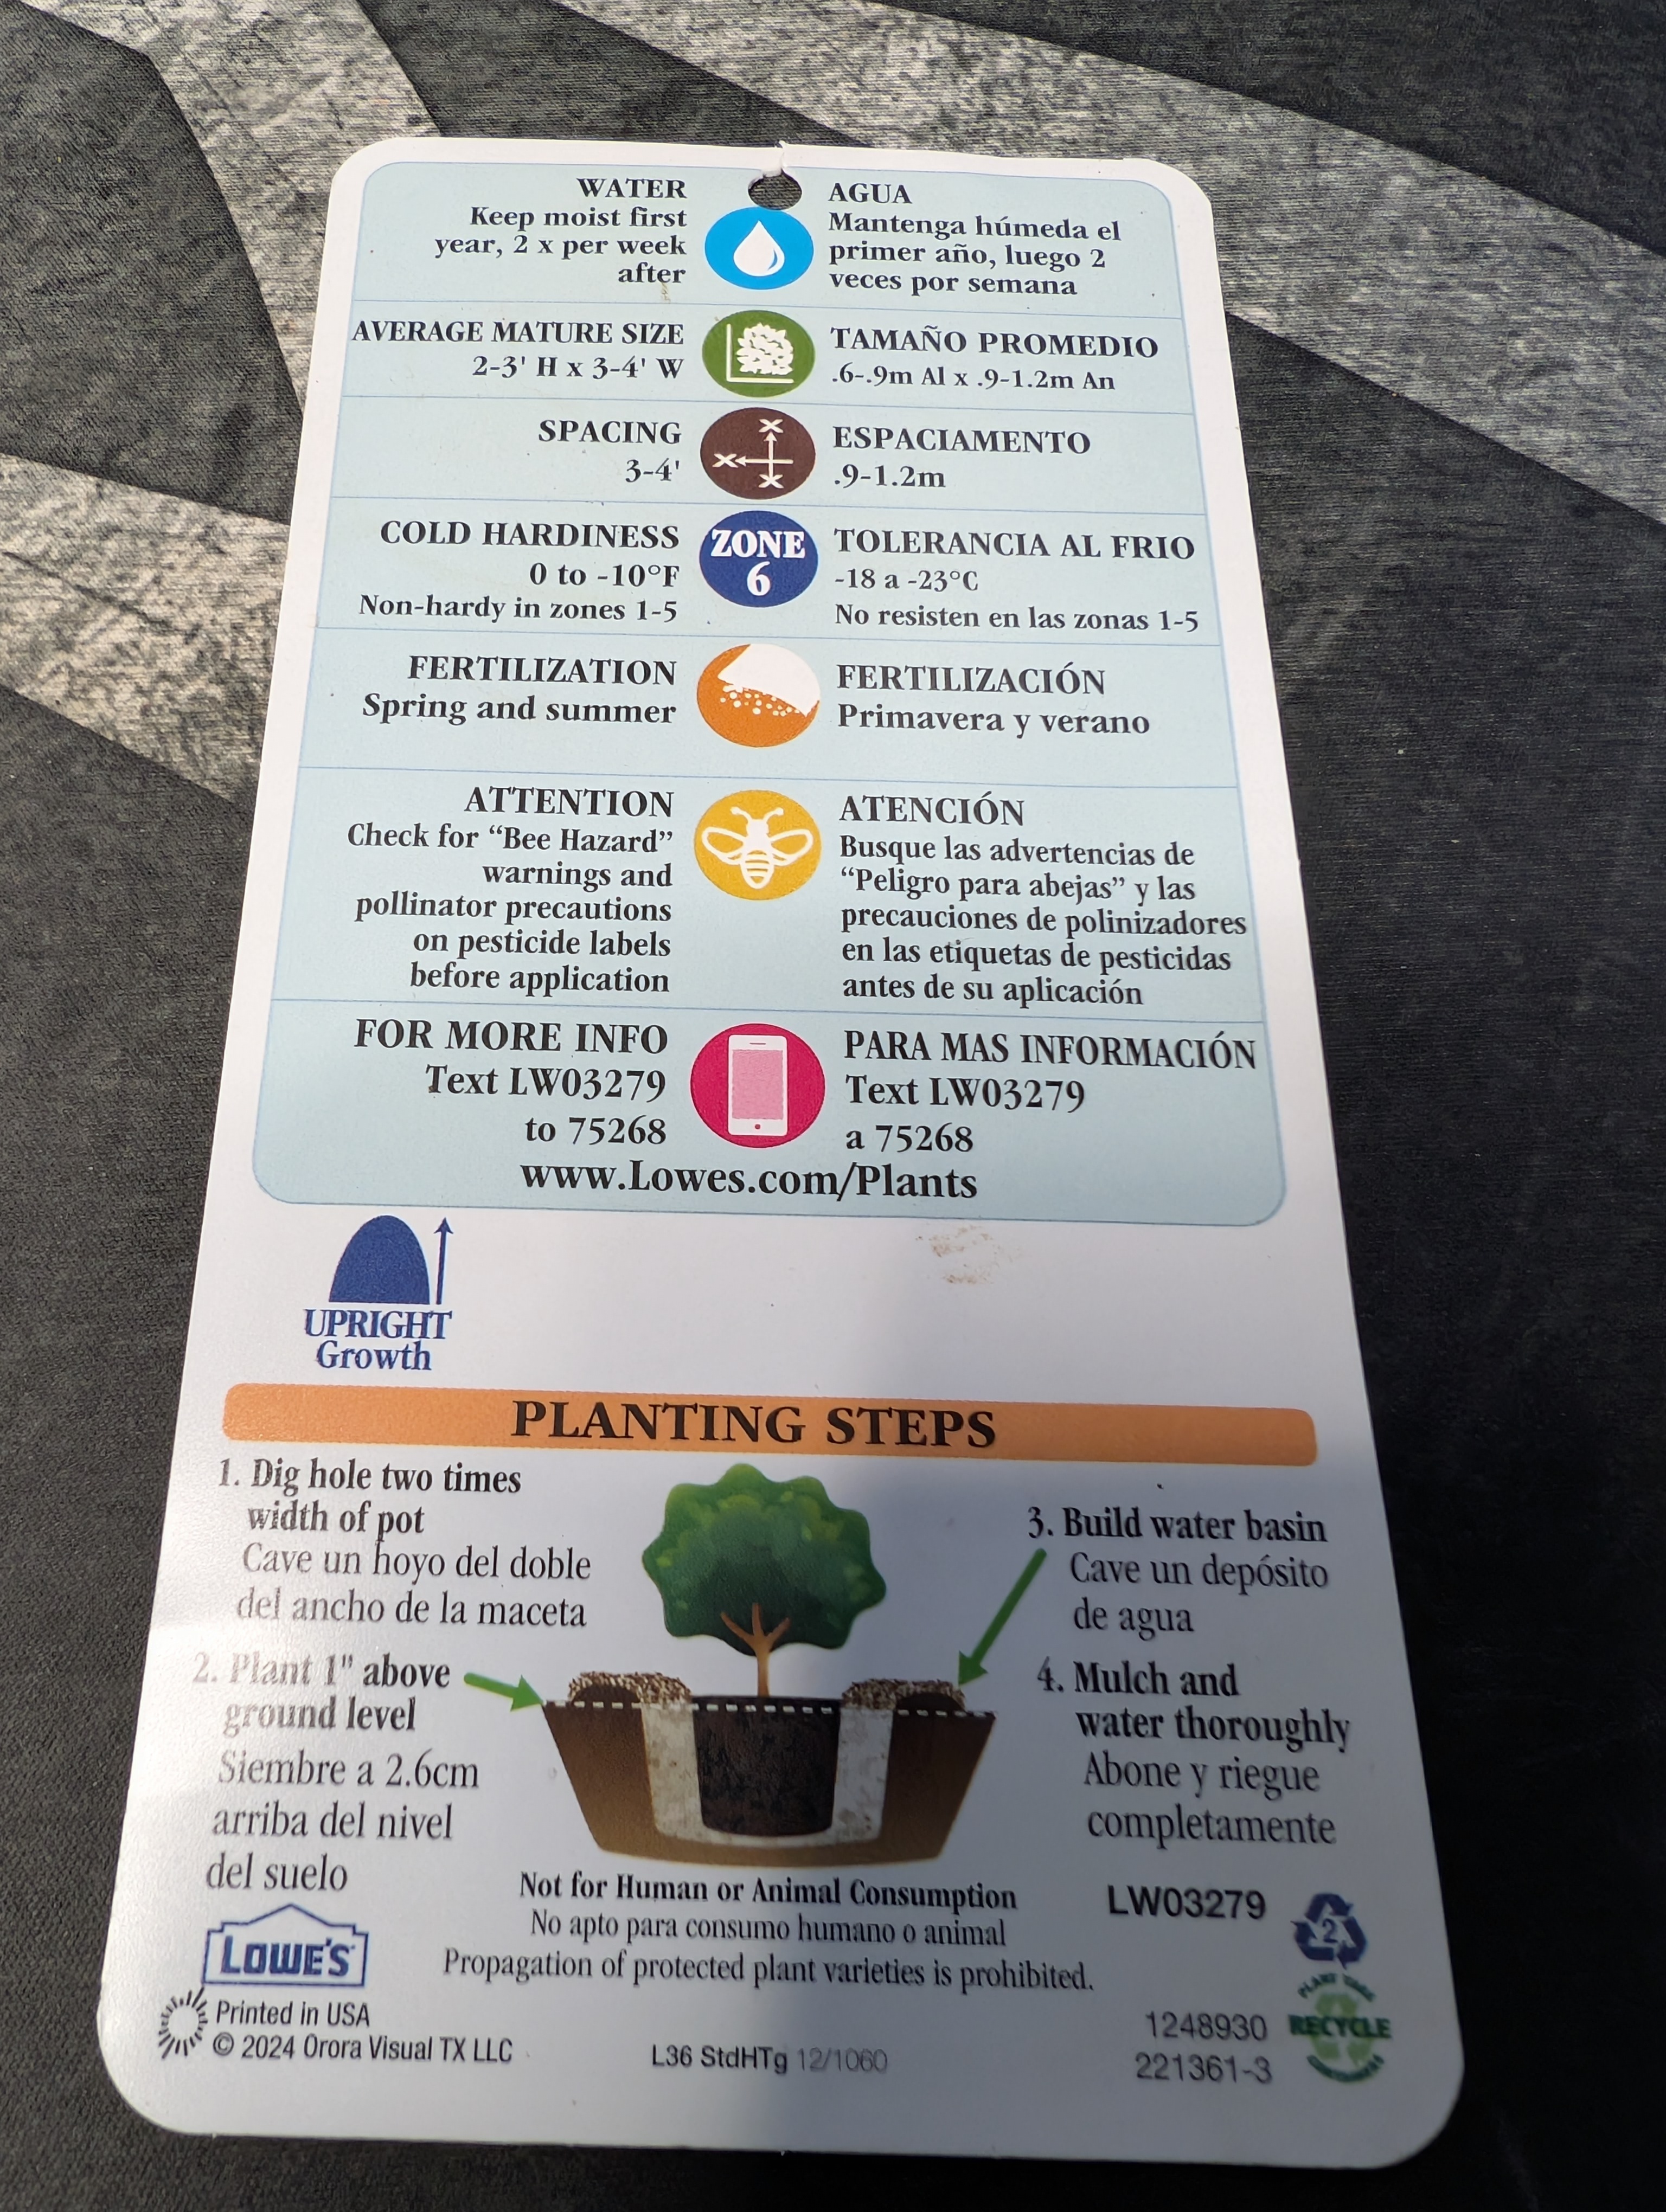 WATER
Keep moist first
year, 2 x per week
after
AGUA
Mantenga húmeda el
primer año, luego 2
veces por semana
AVERAGE MATURE SIZE
2-3' H x 3-4' W
TAMAÑO PROMEDIO
.6-.9m Al x .9-1.2m An
SPACING
3-4'
ESPACIAMENTO
.9-1.2m
COLD HARDINESS
0 to -10°F
Non-hardy in zones 1-5
ZONE
6
TOLERANCIA AL FRIO
-18 a -23°C
No resisten en las zonas 1-5
FERTILIZATION
Spring and summer
FERTILIZACIÓN
Primavera y verano
ATTENTION
Check for “Bee Hazard”
warnings and
pollinator precautions
on pesticide labels
before application
ATENCIÓN
Busque las advertencias de
“Peligro para abejas” y las
precauciones de polinizadores
en las etiquetas de pesticidas
antes de su aplicación
FOR MORE INFO
Text LW03279
to 75268
PARA MAS INFORMACIÓN
Text LW03279
a 75268
www.Lowes.com/Plants
UPRIGHT
Growth
PLANTING STEPS
1. Dig hole two times
width of pot
Cave un hoyo del doble
del ancho de la maceta
2. Plant 1" above
ground level
Siembre a 2.6cm
arriba del nivel
del suelo
3. Build water basin
Cave un depósito
de agua
4. Mulch and
water thoroughly
Abone y riegue
completamente
Not for Human or Animal Consumption
No apto para consumo humano o animal
Propagation of protected plant varieties is prohibited.
LW03279
2
LOWE'S
Printed in USA
© 2024 Orora Visual TX LLC
L36 StdHTg 12/1060
1248930
221361-3
PLANT TAGS
RECYCLE